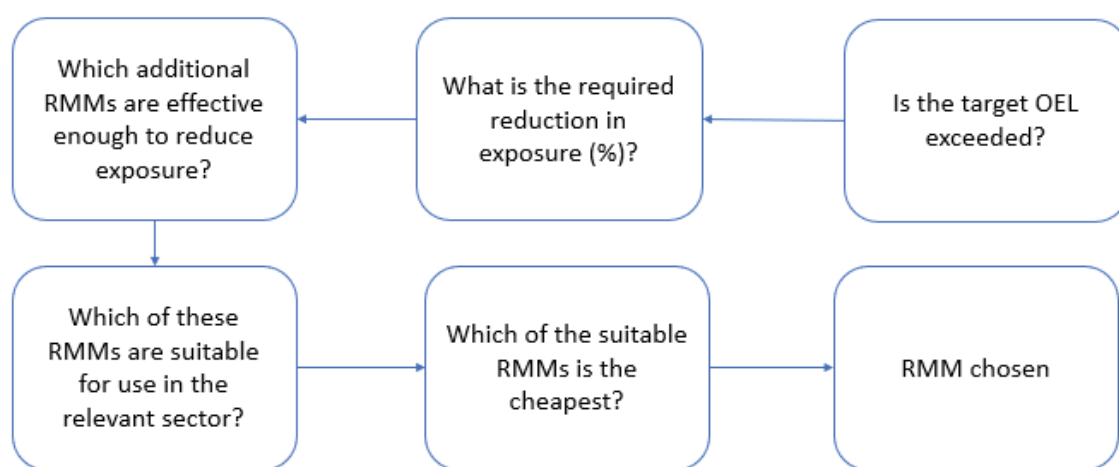 Which additional
RMMs are effective
enough to reduce
exposure?
What is the required
reduction in
exposure (%)?
Is the target OEL
exceeded?
Which of these
RMMs are suitable
for use in the
relevant sector?
Which of the suitable
RMMs is the
cheapest?
RMM chosen